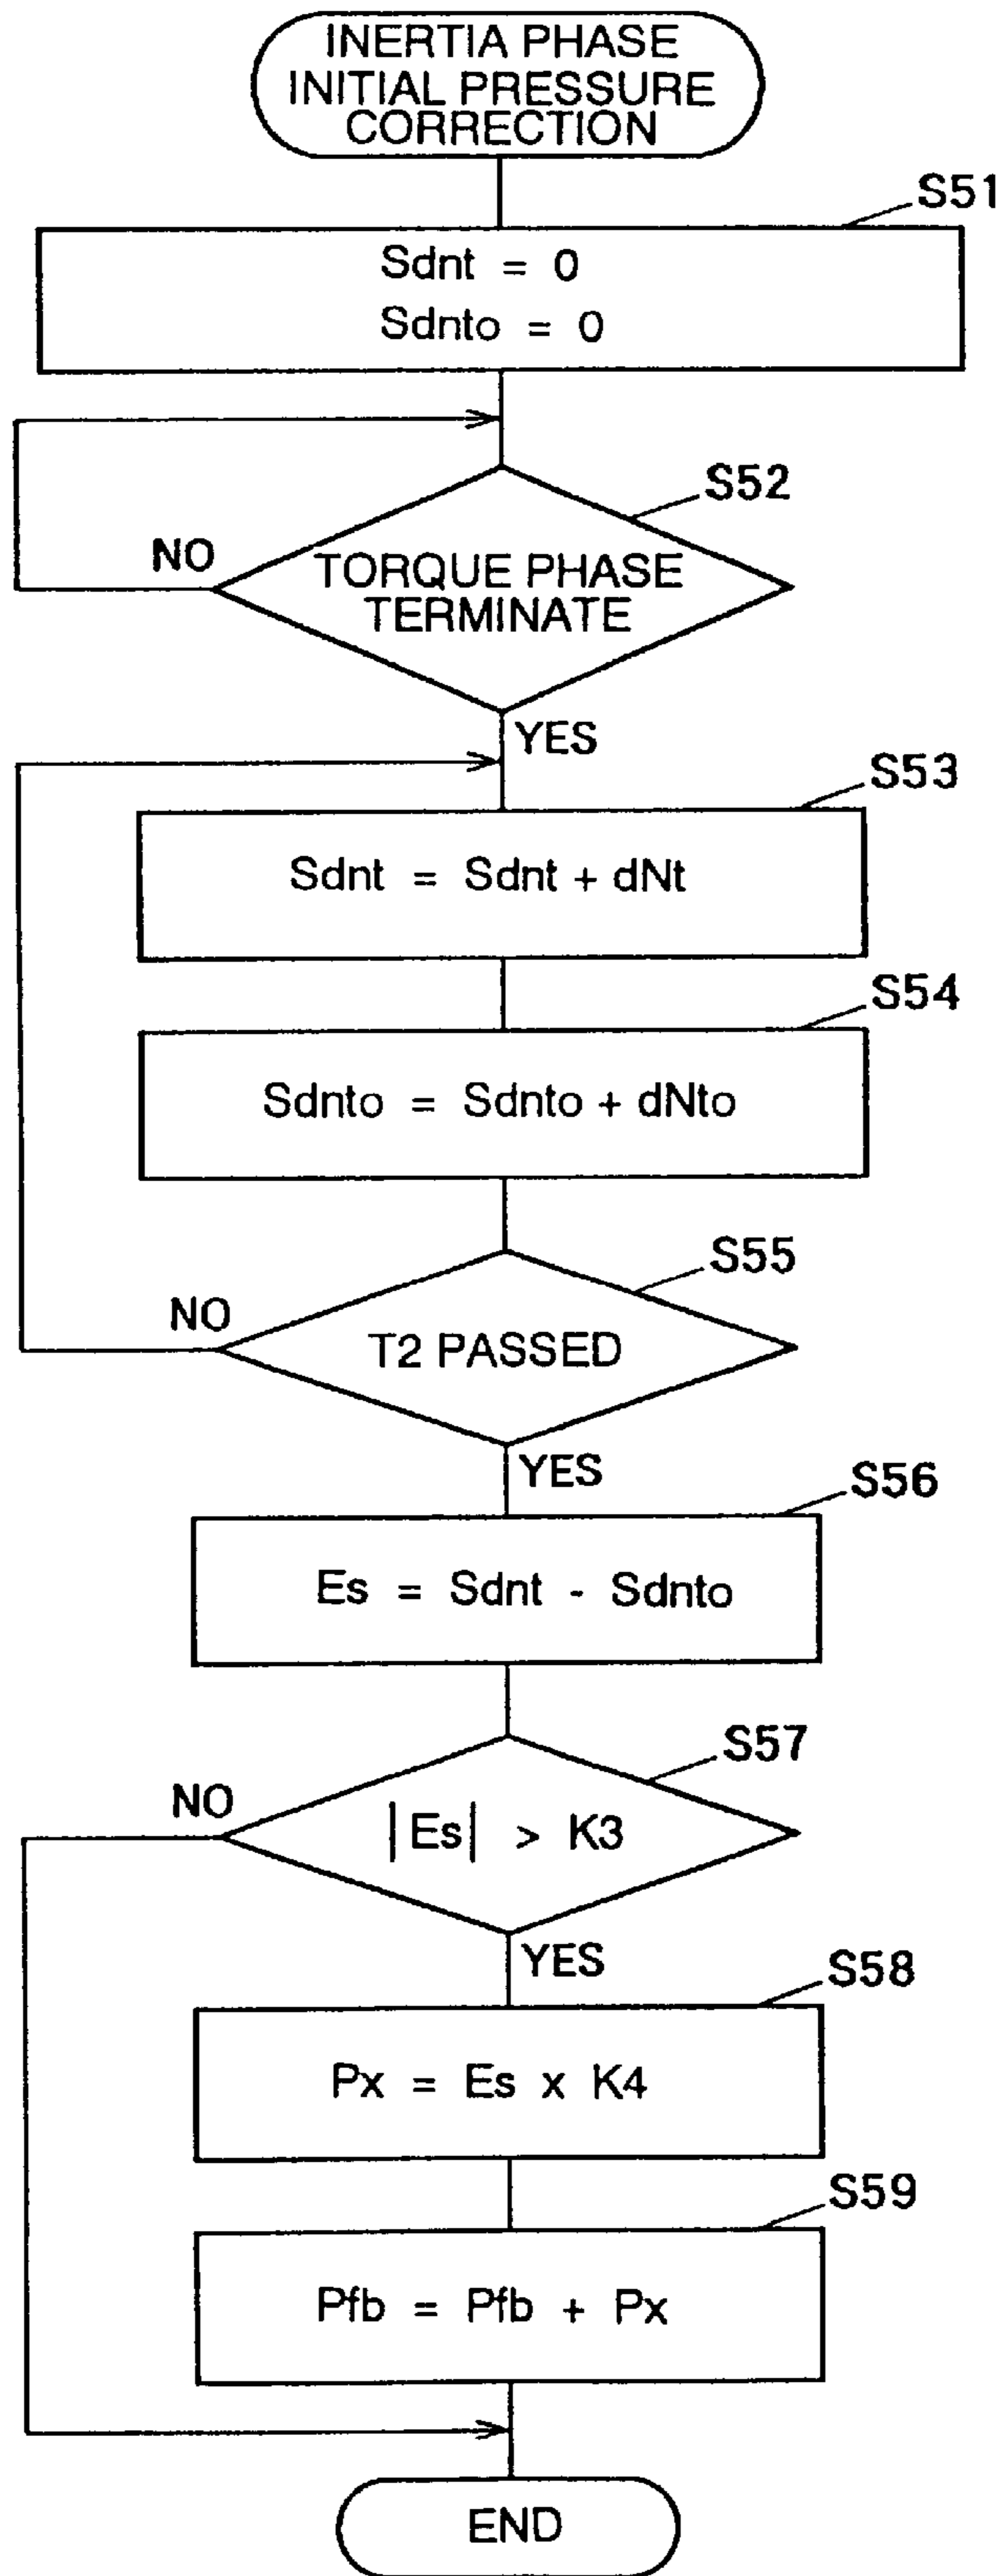 INERTIA PHASE
INITIAL PRESSURE
CORRECTION
S51
Sdnt = 0
Sdnto = 0
S52
NO
TORQUE PHASE
TERMINATE
YES
S53
Sdnt = Sdnt + dNt
S54
Sdnto = Sdnto + dNto
S55
NO
T2 PASSED
YES
S56
Es = Sdnt - Sdnto
S57
NO
|Es| > K3
YES
S58
Px = Es x K4
S59
Pfb = Pfb + Px
END